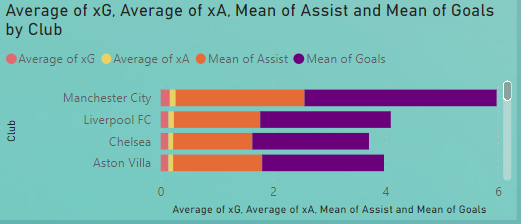 Average of xG, Average of xA, Mean of Assist and Mean of Goals
by Club
Average of xG Average of xA Mean of Assist Mean of Goals
Manchester City
Liverpool FC
Chelsea
Aston Villa
Club
0 2 4 6
Average of xG, Average of xA, Mean of Assist and Mean of Goals